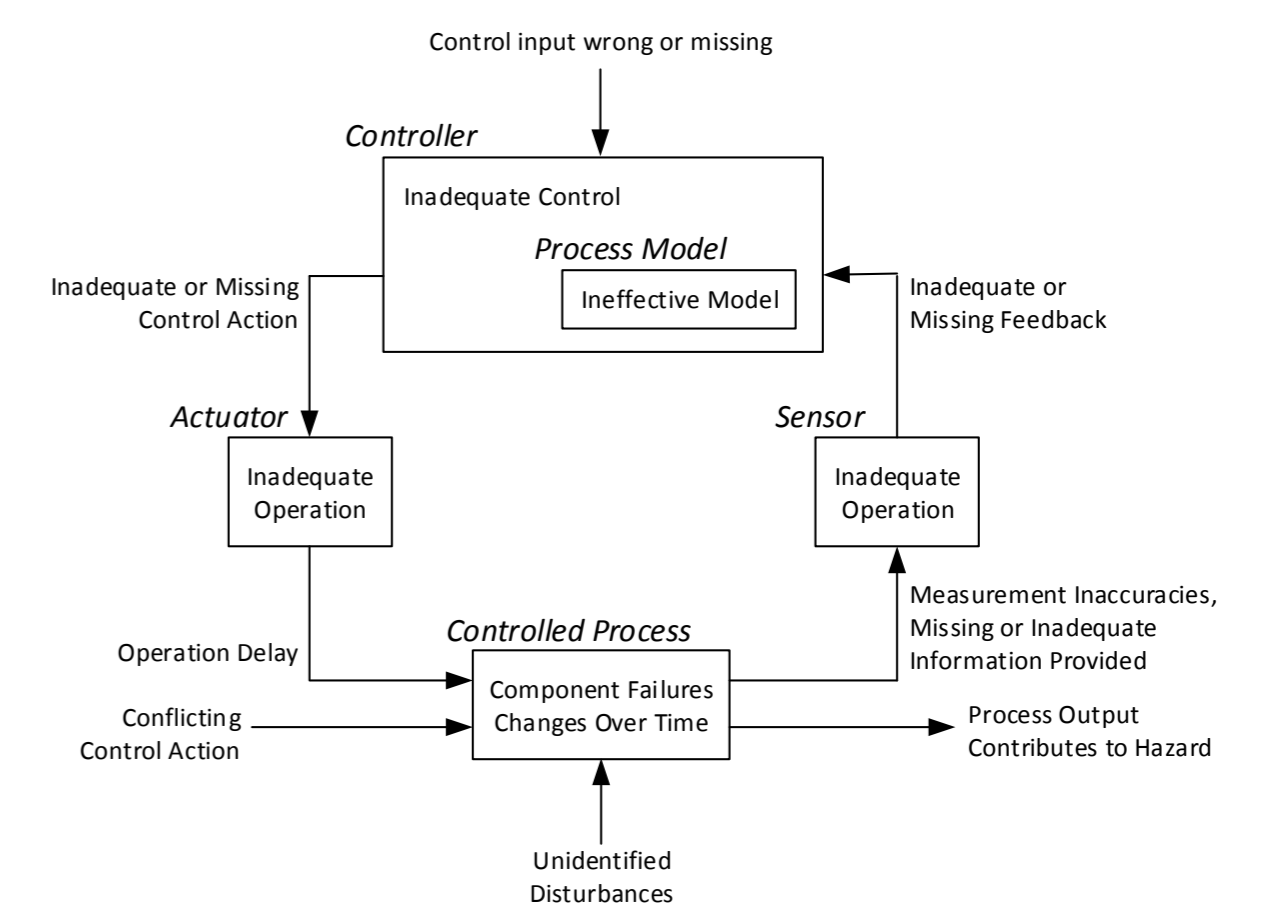 Control input wrong or missing
Controller
Inadequate Control
Process Model
Ineffective Model
Inadequate or Missing
Control Action
Inadequate or
Missing Feedback
Actuator
Inadequate
Operation
Sensor
Inadequate
Operation
Operation Delay
Controlled Process
Component Failures
Changes Over Time
Measurement Inaccuracies,
Missing or Inadequate
Information Provided
Conflicting
Control Action
Process Output
Contributes to Hazard
Unidentified
Disturbances